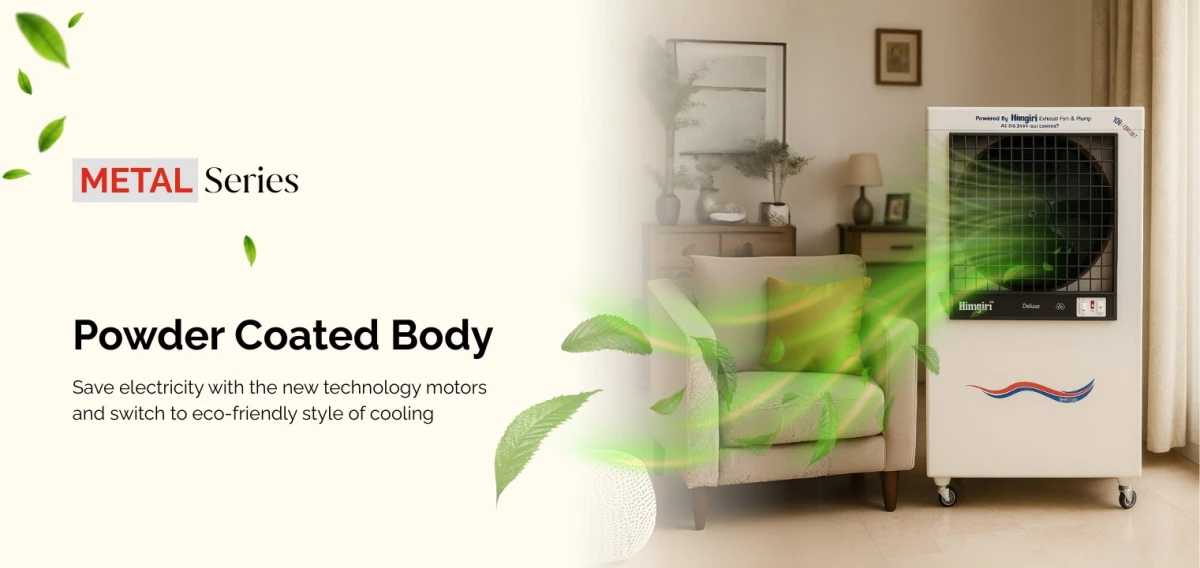 METAL Series
Powder Coated Body
Save electricity with the new technology motors
and switch to eco-friendly style of cooling
Powered By Himgiri Exhaust Fan & Pump
Himgiri™ Deluxe